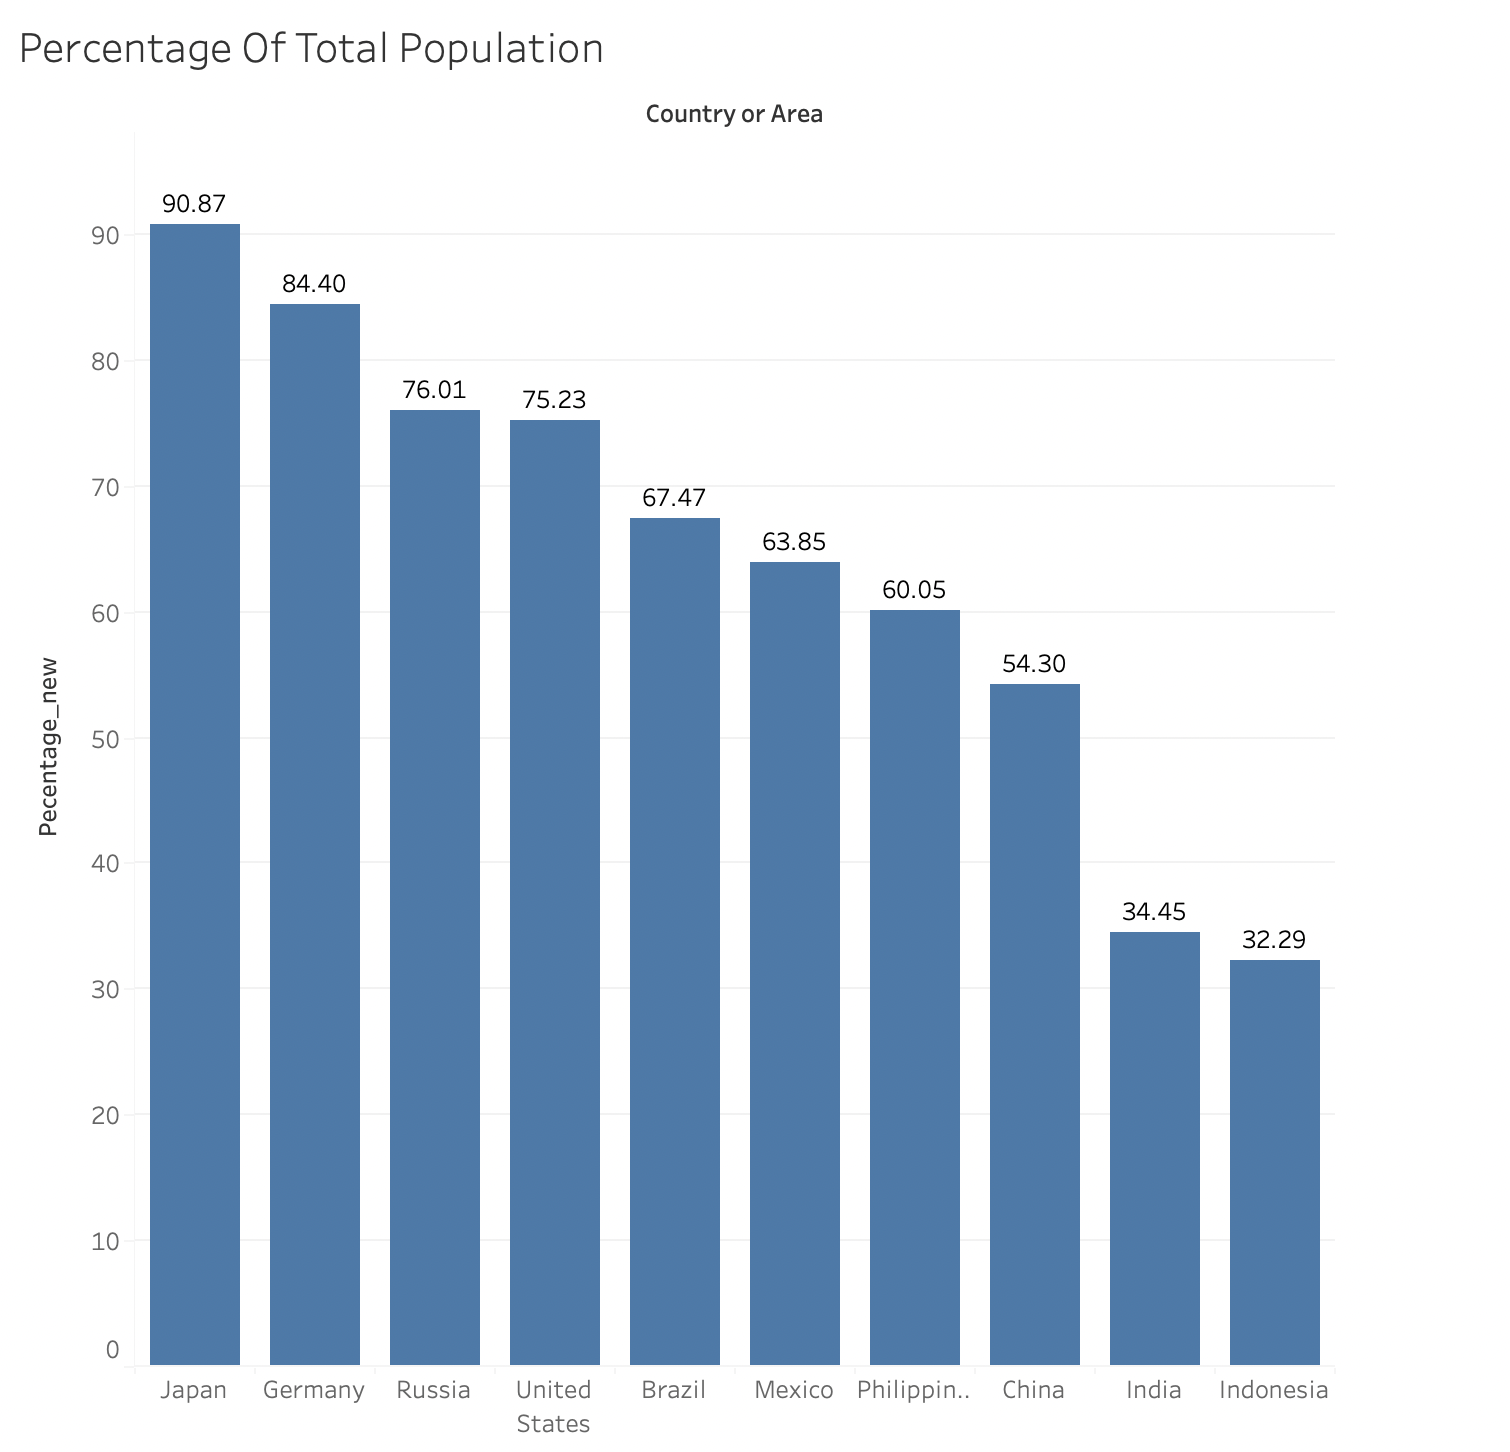 Percentage Of Total Population
Country or Area
Pecentage_new
90
80
70
60
50
40
30
20
10
0
90.87
84.40
76.01
75.23
67.47
63.85
60.05
54.30
34.45
32.29
Japan
Germany
Russia
United
States
Brazil
Mexico
Philippin..
China
India
Indonesia